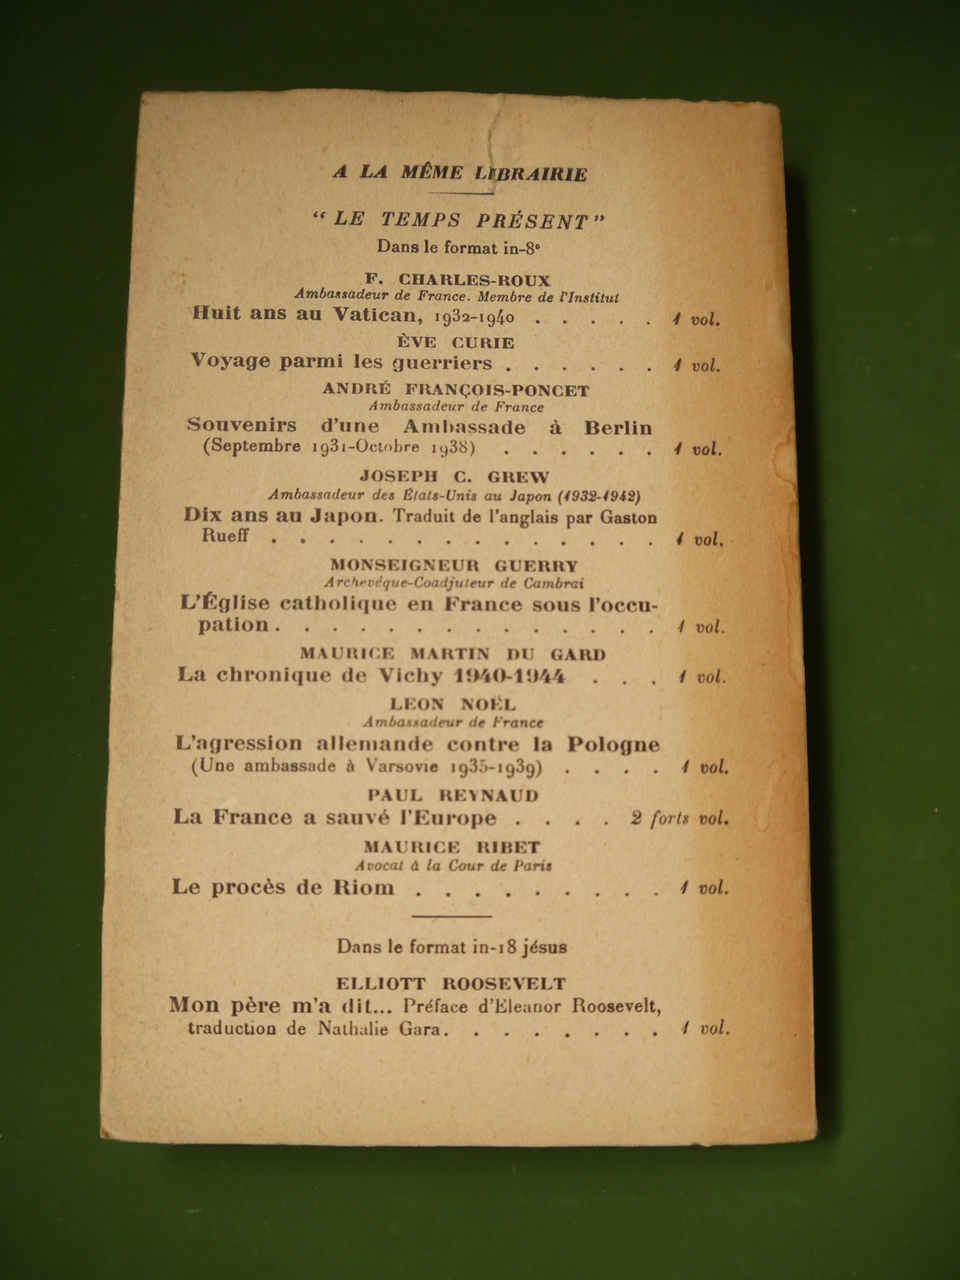 A LA MÊME LIBRAIRIE
“ LE TEMPS PRÉSENT ”
Dans le format in-8°
F. CHARLES-ROUX
Ambassadeur de France. Membre de l'Institut
Huit ans au Vatican, 1932-1940 . . . . . 1 vol.
ÈVE CURIE
Voyage parmi les guerriers . . . . . . 1 vol.
ANDRÉ FRANÇOIS-PONCET
Ambassadeur de France
Souvenirs d'une Ambassade à Berlin
(Septembre 1931-Octobre 1938) . . . . . . 1 vol.
JOSEPH C. GREW
Ambassadeur des États-Unis au Japon (1932-1942)
Dix ans au Japon. Traduit de l'anglais par Gaston
Rueff . . . . . . . . . . . . . . 1 vol.
MONSEIGNEUR GUERRY
Archevêque-Coadjuteur de Cambrai
L'Église catholique en France sous l'occu-
pation . . . . . . . . . . . . . . 1 vol.
MAURICE MARTIN DU GARD
La chronique de Vichy 1940-1944 . . . 1 vol.
LEON NOËL
Ambassadeur de France
L'agression allemande contre la Pologne
(Une ambassade à Varsovie 1935-1939) . . . . 1 vol.
PAUL REYNAUD
La France a sauvé l'Europe . . . . 2 forts vol.
MAURICE RIBET
Avocat à la Cour de Paris
Le procès de Riom . . . . . . . . . 1 vol.
Dans le format in-18 jésus
ELLIOTT ROOSEVELT
Mon père m'a dit... Préface d'Eleanor Roosevelt,
traduction de Nathalie Gara. . . . . . . . 1 vol.